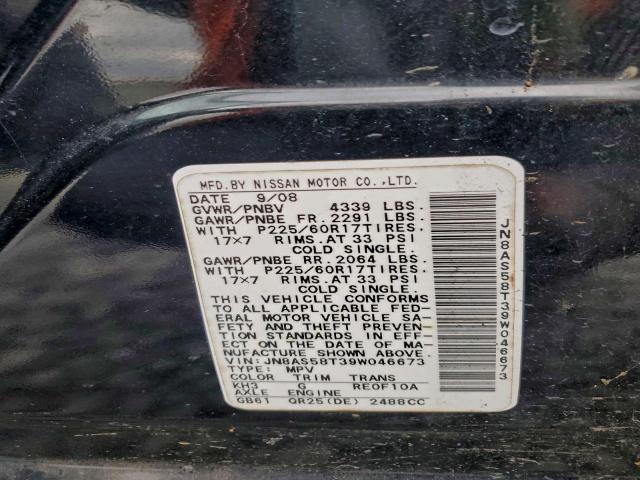 MFD.BY NISSAN MOTOR CO.,LTD.
DATE 9/08
GVWR/PNBV 4339 LBS.
GAWR/PNBE FR. 2291 LBS.
WITH P225/60R17TIRES.
17×7 RIMS.AT 33 PSI
COLD SINGLE.
GAWR/PNBE RR. 2064 LBS.
WITH P225/60R17TIRES.
17×7 RIMS.AT 33 PSI
COLD SINGLE.
THIS VEHICLE CONFORMS
TO ALL APPLICABLE FED-
ERAL MOTOR VEHICLE SA-
FETY AND THEFT PREVEN-
TION STANDARDS IN EFF-
ECT ON THE DATE OF MA-
NUFACTURE SHOWN ABOVE.
VIN: JN8AS58T39W046673
TYPE: MPV
COLOR TRIM TRANS
KH3 G RE0F10A
AXLE ENGINE
GB61 QR25(DE) 2488CC
JN8AS58T39W046673